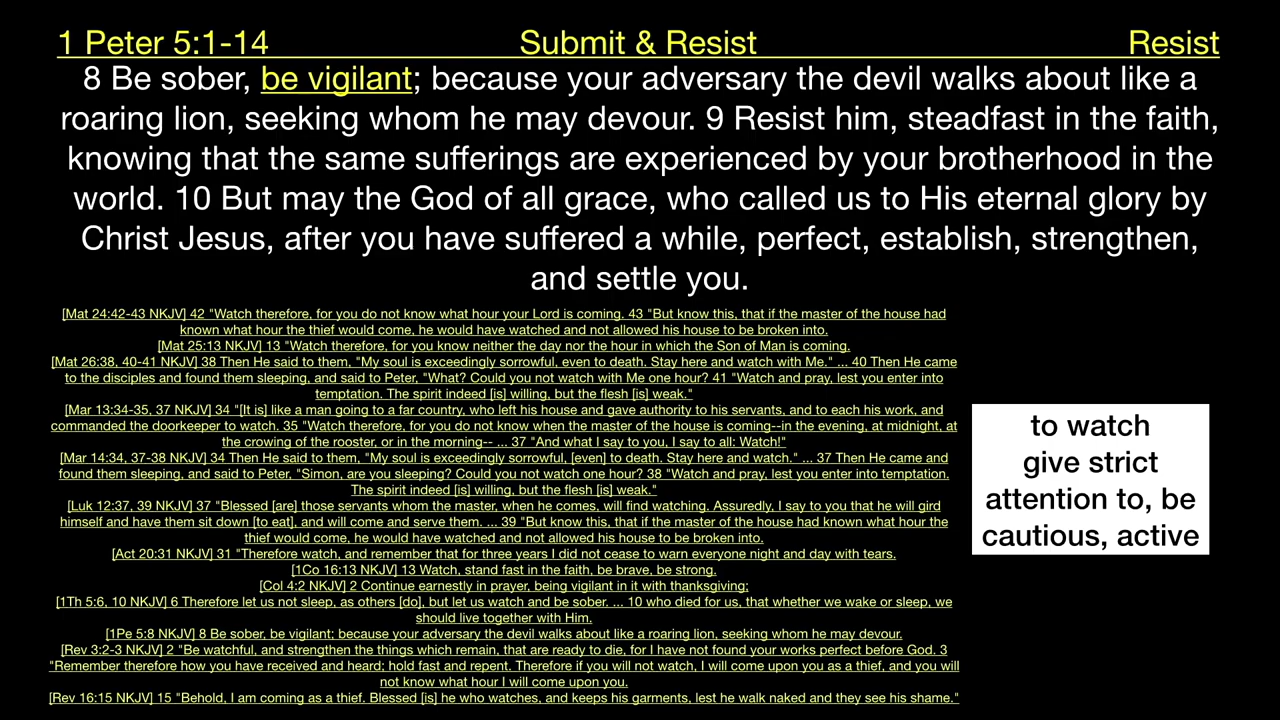 1 Peter 5:1-14 Submit & Resist Resist
8 Be sober, be vigilant; because your adversary the devil walks about like a
roaring lion, seeking whom he may devour. 9 Resist him, steadfast in the faith,
knowing that the same sufferings are experienced by your brotherhood in the
world. 10 But may the God of all grace, who called us to His eternal glory by
Christ Jesus, after you have suffered a while, perfect, establish, strengthen,
and settle you.
[Mat 24:42-43 NKJV] 42 "Watch therefore, for you do not know what hour your Lord is coming. 43 "But know this, that if the master of the house had
known what hour the thief would come, he would have watched and not allowed his house to be broken into.
[Mat 25:13 NKJV] 13 "Watch therefore, for you know neither the day nor the hour in which the Son of Man is coming.
[Mat 26:38, 40-41 NKJV] 38 Then He said to them, "My soul is exceedingly sorrowful, even to death. Stay here and watch with Me." ... 40 Then He came
to the disciples and found them sleeping, and said to Peter, "What? Could you not watch with Me one hour? 41 "Watch and pray, lest you enter into
temptation. The spirit indeed [is] willing, but the flesh [is] weak."
[Mar 13:34-35, 37 NKJV] 34 "[It is] like a man going to a far country, who left his house and gave authority to his servants, and to each his work, and
commanded the doorkeeper to watch. 35 "Watch therefore, for you do not know when the master of the house is coming--in the evening, at midnight, at
the crowing of the rooster, or in the morning-- ... 37 "And what I say to you, I say to all: Watch!"
[Mar 14:34, 37-38 NKJV] 34 Then He said to them, "My soul is exceedingly sorrowful, [even] to death. Stay here and watch." ... 37 Then He came and
found them sleeping, and said to Peter, "Simon, are you sleeping? Could you not watch one hour? 38 "Watch and pray, lest you enter into temptation.
The spirit indeed [is] willing, but the flesh [is] weak."
[Luk 12:37, 39 NKJV] 37 "Blessed [are] those servants whom the master, when he comes, will find watching. Assuredly, I say to you that he will gird
himself and have them sit down [to eat], and will come and serve them. ... 39 "But know this, that if the master of the house had known what hour the
thief would come, he would have watched and not allowed his house to be broken into.
[Act 20:31 NKJV] 31 "Therefore watch, and remember that for three years I did not cease to warn everyone night and day with tears.
[1Co 16:13 NKJV] 13 Watch, stand fast in the faith, be brave, be strong.
[Col 4:2 NKJV] 2 Continue earnestly in prayer, being vigilant in it with thanksgiving;
[1Th 5:6, 10 NKJV] 6 Therefore let us not sleep, as others [do], but let us watch and be sober. ... 10 who died for us, that whether we wake or sleep, we
should live together with Him.
[1Pe 5:8 NKJV] 8 Be sober, be vigilant; because your adversary the devil walks about like a roaring lion, seeking whom he may devour.
[Rev 3:2-3 NKJV] 2 "Be watchful, and strengthen the things which remain, that are ready to die, for I have not found your works perfect before God. 3
"Remember therefore how you have received and heard; hold fast and repent. Therefore if you will not watch, I will come upon you as a thief, and you will
not know what hour I will come upon you.
[Rev 16:15 NKJV] 15 "Behold, I am coming as a thief. Blessed [is] he who watches, and keeps his garments, lest he walk naked and they see his shame."
to watch
give strict
attention to, be
cautious, active